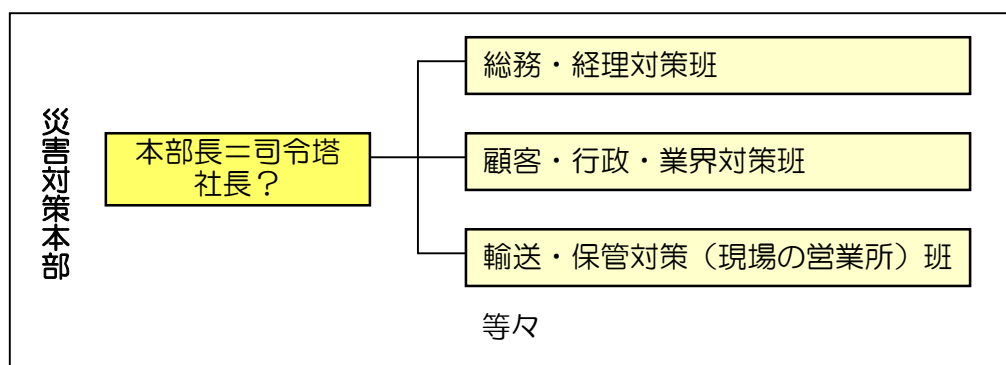 災害対策本部
本部長＝司令塔
社長？
総務・経理対策班
顧客・行政・業界対策班
輸送・保管対策（現場の営業所）班
等々